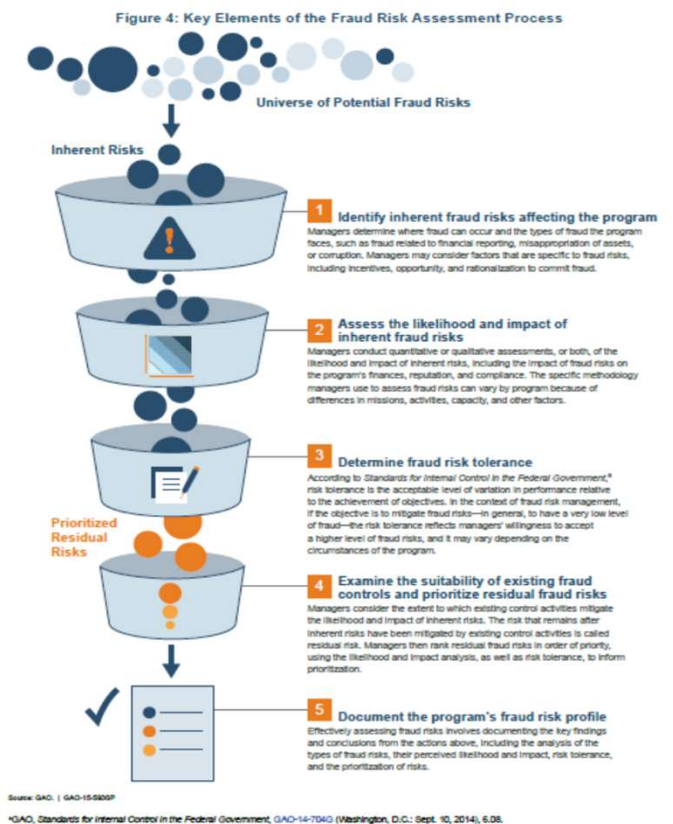 Figure 4: Key Elements of the Fraud Risk Assessment Process
Universe of Potential Fraud Risks
Inherent Risks
1
Identify inherent fraud risks affecting the program
Managers determine where fraud can occur and the types of fraud the program
faces, such as fraud related to financial reporting, misappropriation of assets,
or corruption. Managers may consider factors that are specific to fraud risks,
including incentives, opportunity, and rationalization to commit fraud.
2
Assess the likelihood and impact of
inherent fraud risks
Managers conduct quantitative or qualitative assessments, or both, of the
likelihood and impact of inherent risks, including the impact of fraud risks on
the program's finances, reputation, and compliance. The specific methodology
managers use to assess fraud risks can vary by program because of
differences in missions, activities, capacity, and other factors.
3
Determine fraud risk tolerance
According to Standards for Internal Control in the Federal Government,ᵃ
risk tolerance is the acceptable level of variation in performance relative
to the achievement of objectives. In the context of fraud risk management,
if the objective is to mitigate fraud risks—in general, to have a very low level
of fraud—the risk tolerance reflects managers' willingness to accept
a higher level of fraud risks, and it may vary depending on the
circumstances of the program.
Prioritized
Residual
Risks
4
Examine the suitability of existing fraud
controls and prioritize residual fraud risks
Managers consider the extent to which existing control activities mitigate
the likelihood and impact of inherent risks. The risk that remains after
inherent risks have been mitigated by existing control activities is called
residual risk. Managers then rank residual fraud risks in order of priority,
using the likelihood and impact analysis, as well as risk tolerance, to inform
prioritization.
5
Document the program's fraud risk profile
Effectively assessing fraud risks involves documenting the key findings
and conclusions from the actions above, including the analysis of the
types of fraud risks, their perceived likelihood and impact, risk tolerance,
and the prioritization of risks.
Source: GAO. | GAO-15-593SP
ᵃGAO, Standards for Internal Control in the Federal Government, GAO-14-704G (Washington, D.C.: Sept. 10, 2014), 6.08.